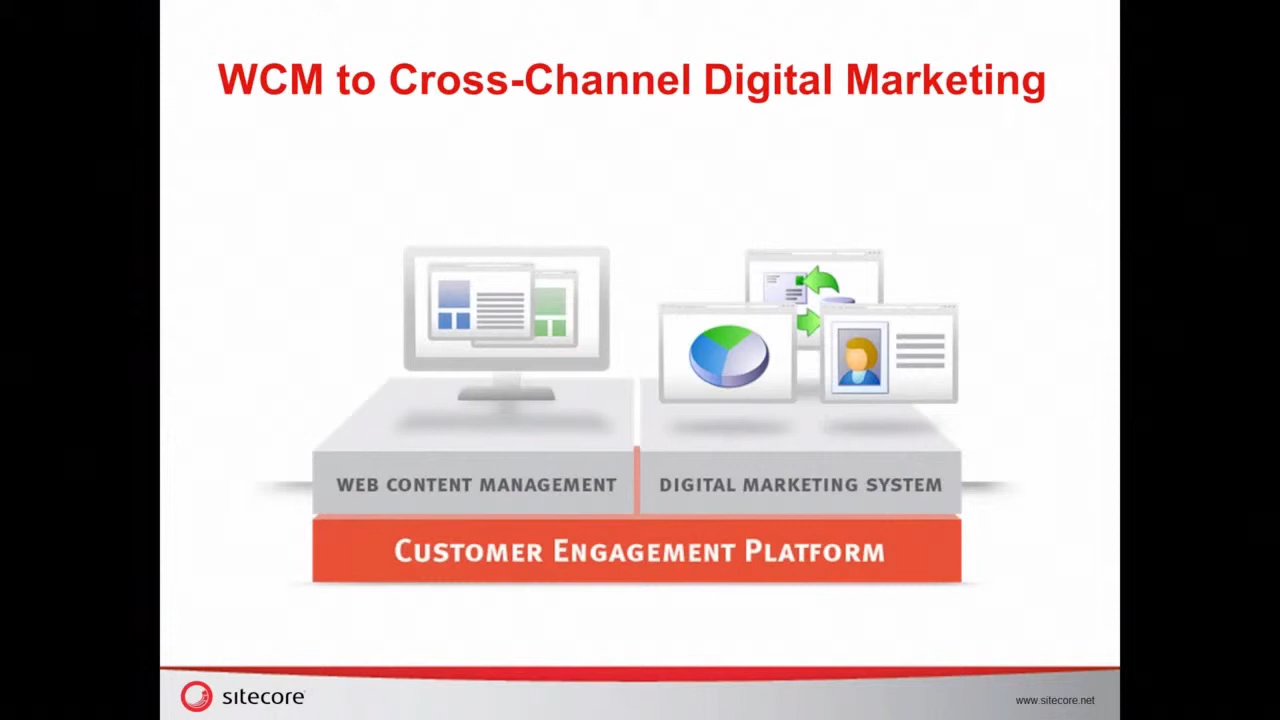 WCM to Cross-Channel Digital Marketing
WEB CONTENT MANAGEMENT
DIGITAL MARKETING SYSTEM
CUSTOMER ENGAGEMENT PLATFORM
sitecore
www.sitecore.net